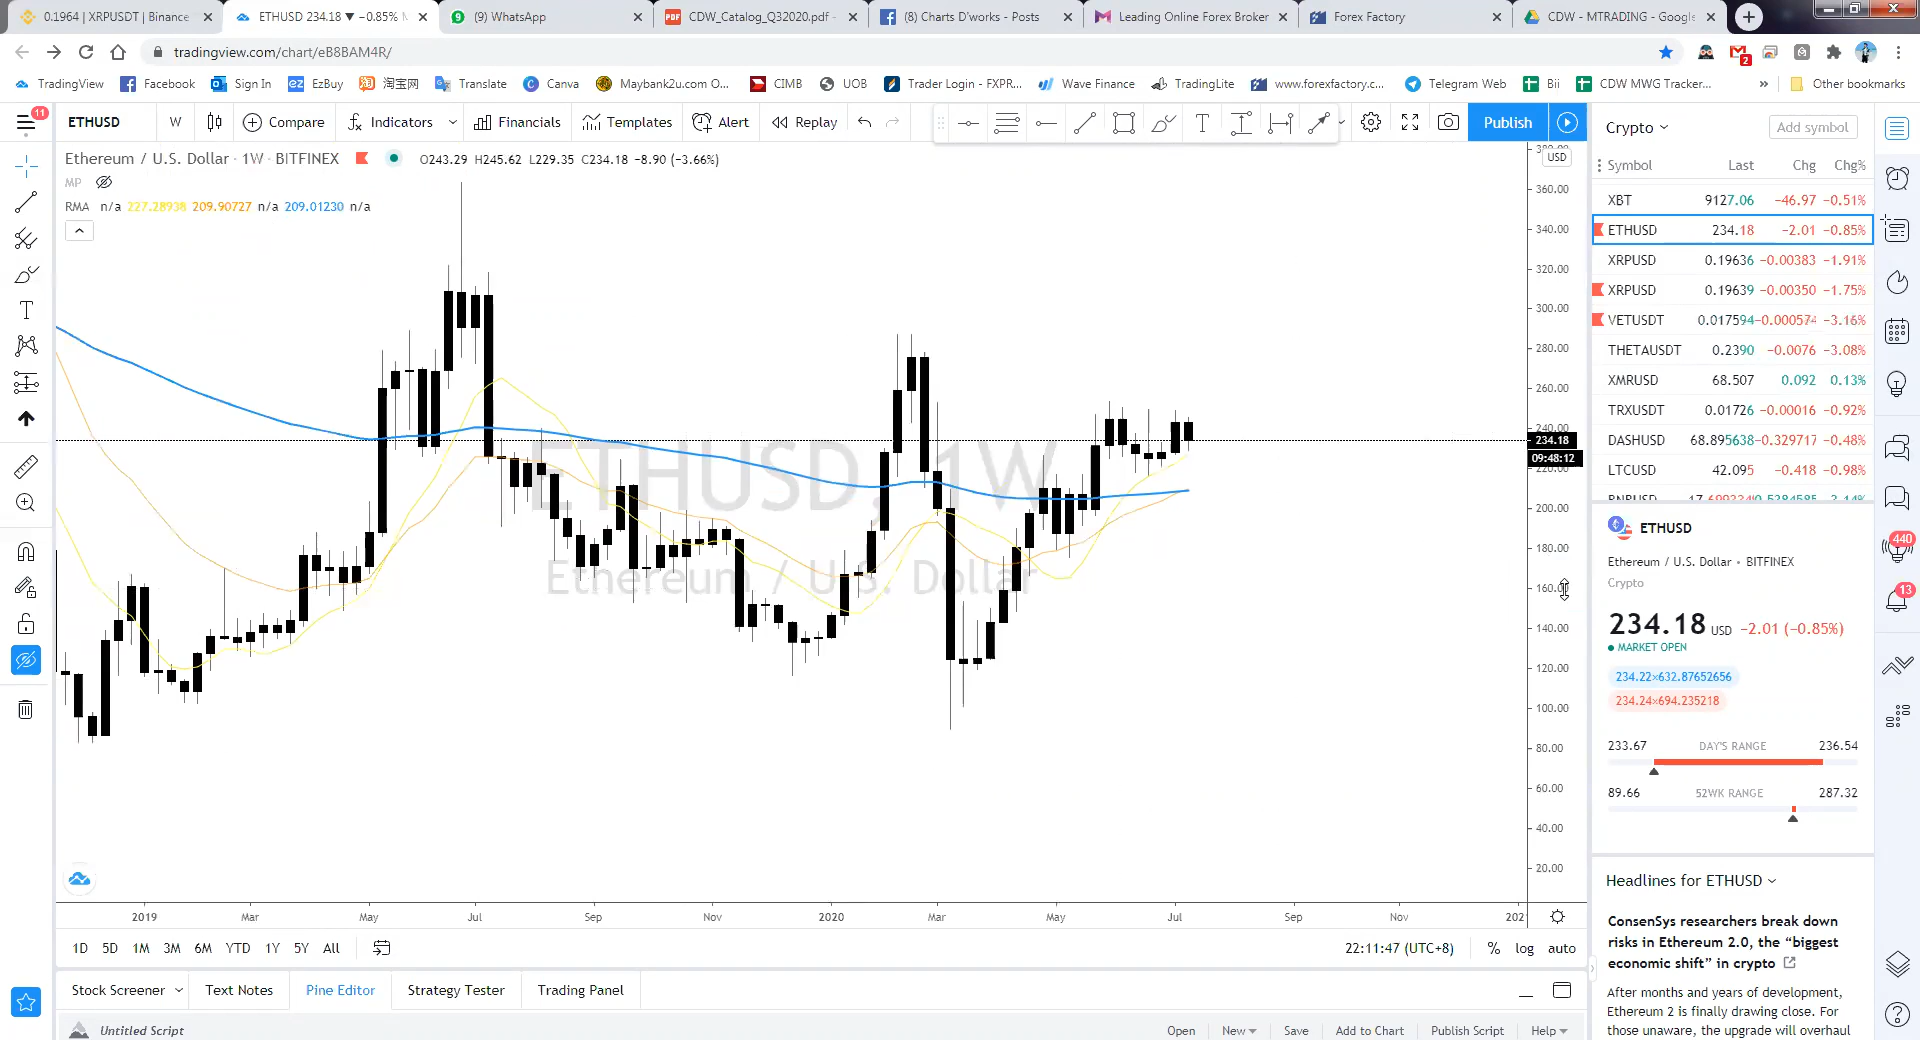 0.1964 | XRPUSDT | Binance
ETHUSD 234.18 ▼ −0.85%
(9) WhatsApp
CDW_Catalog_Q32020.pdf -
(8) Charts D'works - Posts
Leading Online Forex Broker
Forex Factory
CDW - MTRADING - Google
tradingview.com/chart/eB8BAM4R/
2
TradingView Facebook Sign In EzBuy 淘宝网 Translate Canva Maybank2u.com O... CIMB UOB Trader Login - FXPR... Wave Finance TradingLite www.forexfactory.c... Telegram Web Bii CDW MWG Tracker... » Other bookmarks
11
ETHUSD W Compare Indicators Financials Templates Alert Replay Publish
Ethereum / U.S. Dollar · 1W · BITFINEX O243.29 H245.62 L229.35 C234.18 −8.90 (−3.66%)
MP
RMA n/a 227.28938 209.90727 n/a 209.01230 n/a
ETHUSD, 1W
Ethereum / U.S. Dollar
USD
360.00
340.00
320.00
300.00
280.00
260.00
240.00
234.18
09:48:12
220.00
200.00
180.00
160.00
140.00
120.00
100.00
80.00
60.00
40.00
20.00
2019 Mar May Jul Sep Nov 2020 Mar May Jul Sep Nov 2021
1D 5D 1M 3M 6M YTD 1Y 5Y All
22:11:47 (UTC+8) % log auto
Stock Screener Text Notes Pine Editor Strategy Tester Trading Panel
Untitled Script
Open New Save Add to Chart Publish Script Help
Crypto Add symbol
Symbol Last Chg Chg%
XBT 9127.06 −46.97 −0.51%
ETHUSD 234.18 −2.01 −0.85%
XRPUSD 0.19636 −0.00383 −1.91%
XRPUSD 0.19639 −0.00350 −1.75%
VETUSDT 0.017594 −0.000574 −3.16%
THETAUSDT 0.2390 −0.0076 −3.08%
XMRUSD 68.507 0.092 0.13%
TRXUSDT 0.01726 −0.00016 −0.92%
DASHUSD 68.895638 −0.329717 −0.48%
LTCUSD 42.095 −0.418 −0.98%
ETHUSD
Ethereum / U.S. Dollar • BITFINEX
Crypto
234.18 USD −2.01 (−0.85%)
MARKET OPEN
234.22×632.87652656
234.24×694.235218
233.67 DAY'S RANGE 236.54
89.66 52WK RANGE 287.32
Headlines for ETHUSD
ConsenSys researchers break down
risks in Ethereum 2.0, the “biggest
economic shift” in crypto
After months and years of development,
Ethereum 2 is finally drawing close. For
those unaware, the upgrade will overhaul
440
13